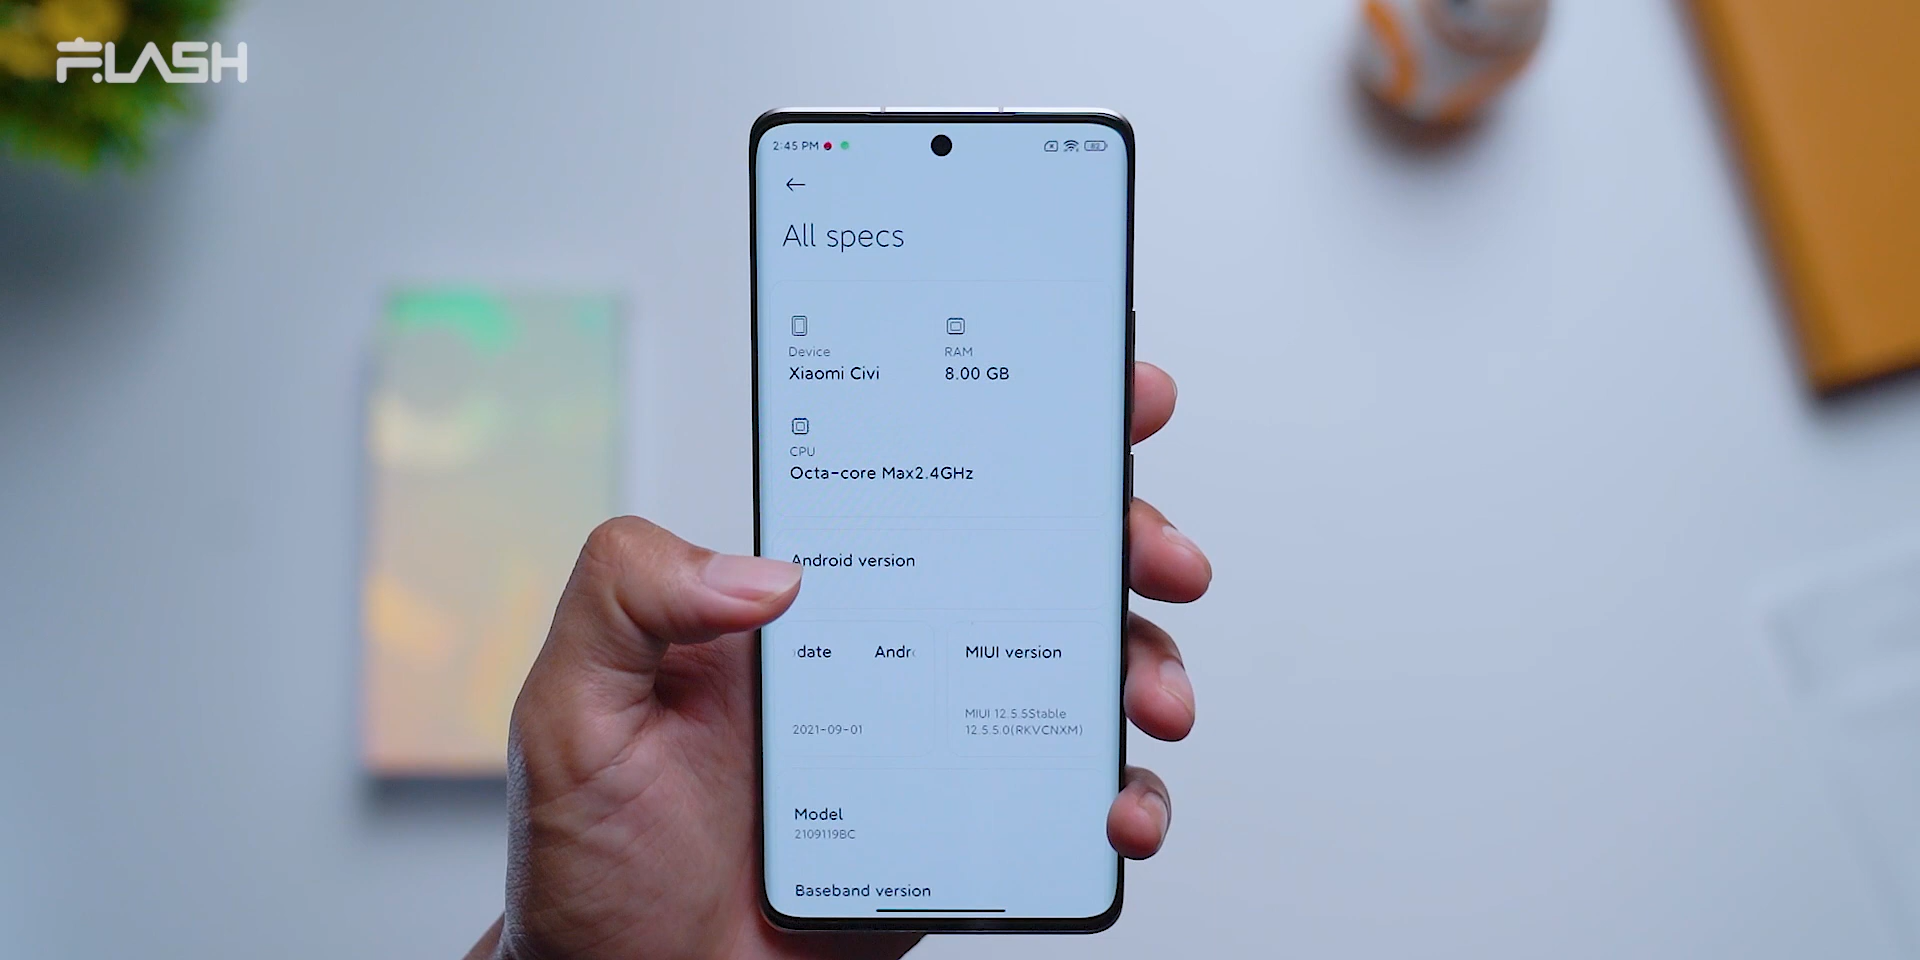 FLASH
2:45 PM
82
All specs
Device
Xiaomi Civi
RAM
8.00 GB
CPU
Octa-core Max2.4GHz
Android version
date Andr
2021-09-01
MIUI version
MIUI 12.5.5Stable
12.5.5.0(RKVCNXM)
Model
2109119BC
Baseband version